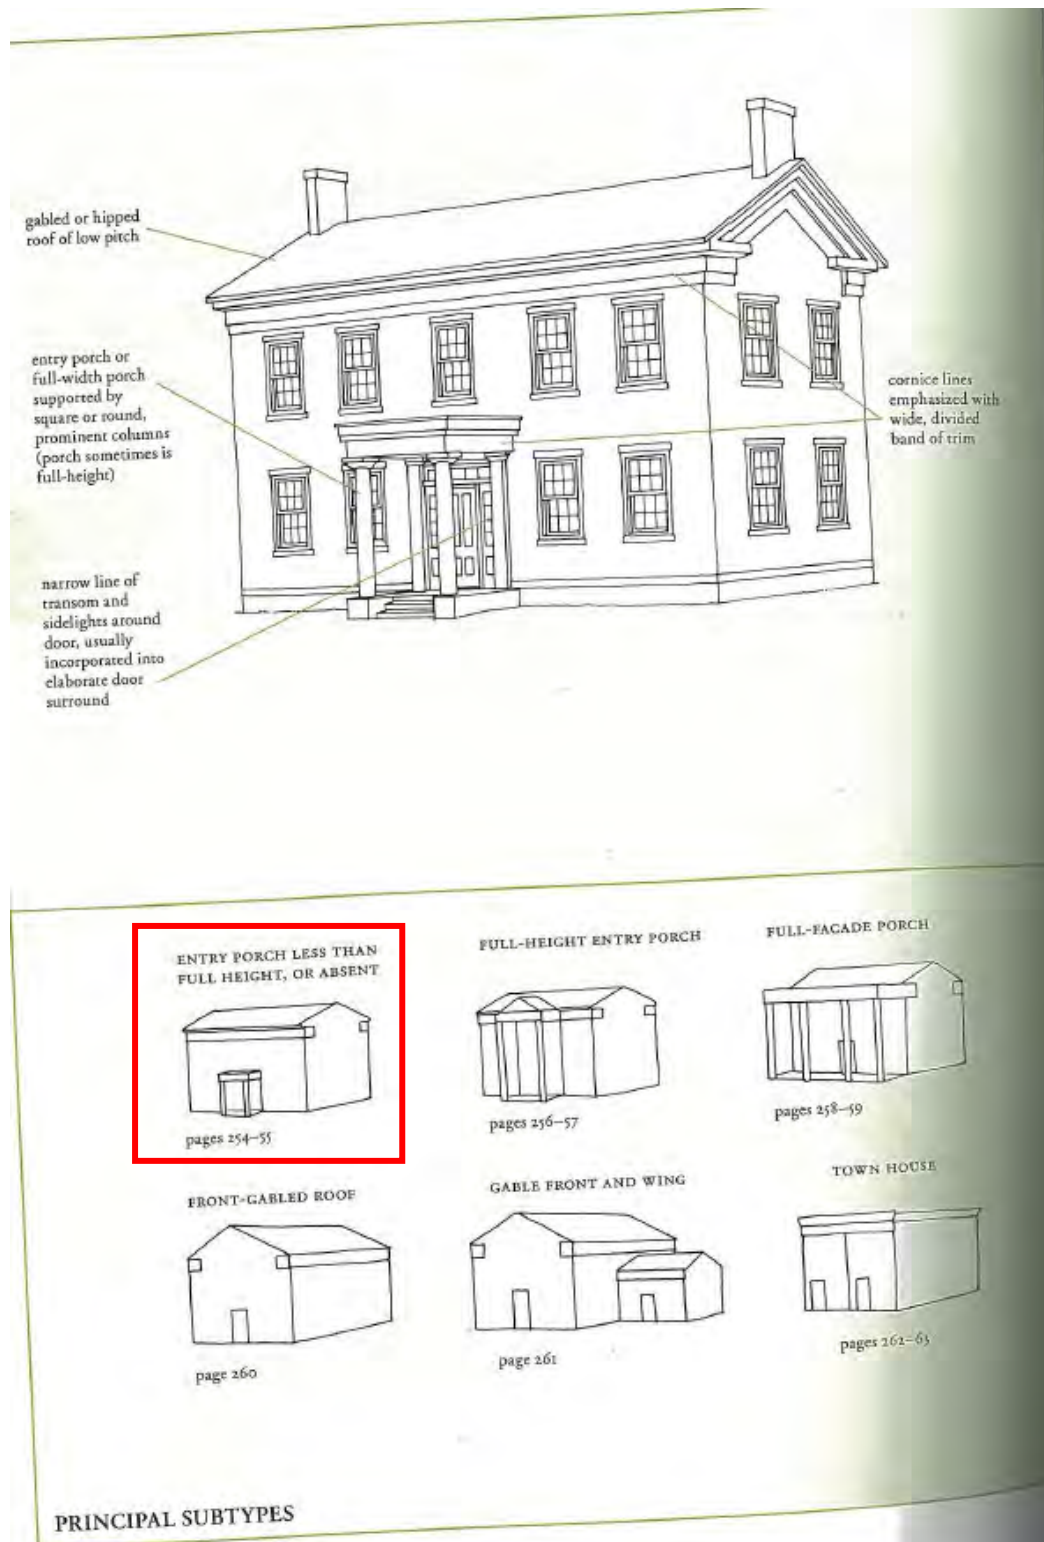 gabled or hipped
roof of low pitch
entry porch or
full-width porch
supported by
square or round,
prominent columns
(porch sometimes is
full-height)
cornice lines
emphasized with
wide, divided
band of trim
narrow line of
transom and
sidelights around
door, usually
incorporated into
elaborate door
surround
ENTRY PORCH LESS THAN
FULL HEIGHT, OR ABSENT
pages 254–55
FULL-HEIGHT ENTRY PORCH
pages 256–57
FULL-FACADE PORCH
pages 258–59
FRONT-GABLED ROOF
page 260
GABLE FRONT AND WING
page 261
TOWN HOUSE
pages 262–63
PRINCIPAL SUBTYPES